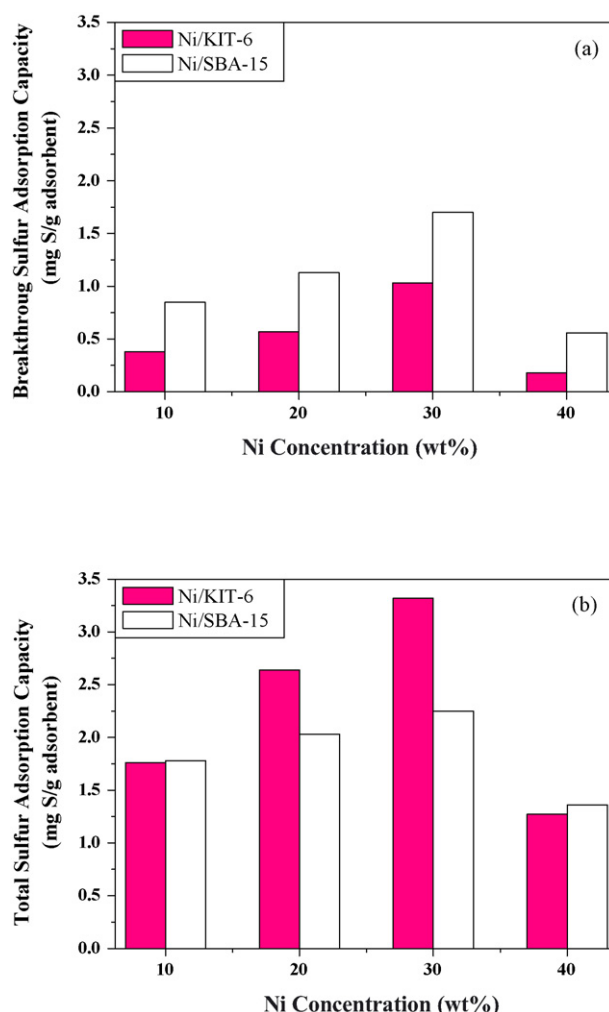 Ni/KIT-6
Ni/SBA-15
(a)
3.5
3.0
2.5
2.0
1.5
1.0
0.5
0.0
Breakthroug Sulfur Adsorption Capacity
(mg S/g adsorbent)
10 20 30 40
Ni Concentration (wt%)
Ni/KIT-6
Ni/SBA-15
(b)
3.5
3.0
2.5
2.0
1.5
1.0
0.5
0.0
Total Sulfur Adsorption Capacity
(mg S/g adsorbent)
10 20 30 40
Ni Concentration (wt%)